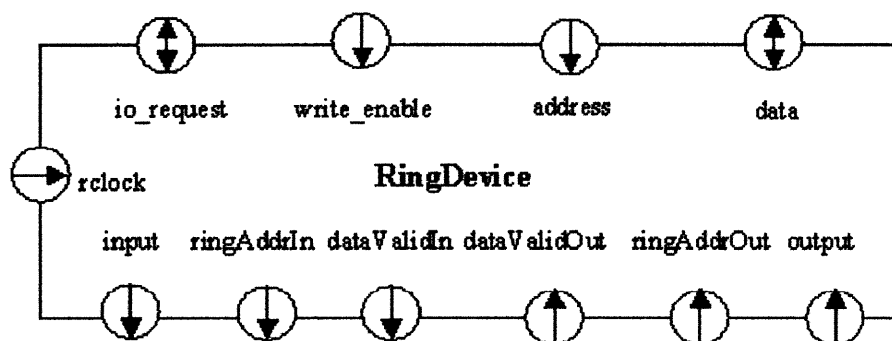 io_request write_enable address data
rclock RingDevice
input ringAddrIn dataValidIn dataValidOut ringAddrOut output